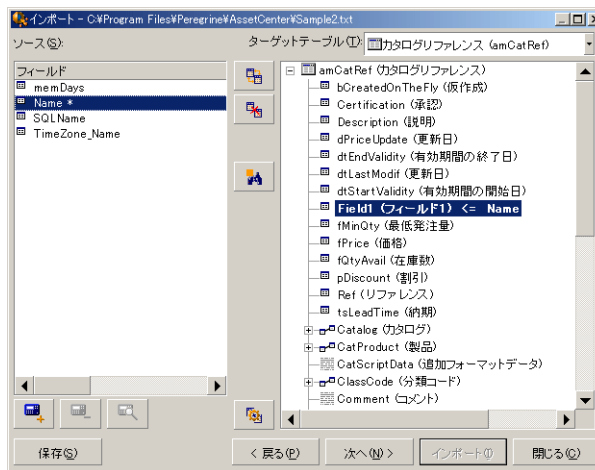 インポート - C:¥Program Files¥Peregrine¥AssetCenter¥Sample2.txt
ソース(S):
ターゲットテーブル(T):
カタログリファレンス (amCatRef)
フィールド
memDays
Name *
SQLName
TimeZone_Name
amCatRef (カタログリファレンス)
bCreatedOnTheFly (仮作成)
Certification (承認)
Description (説明)
dPriceUpdate (更新日)
dtEndValidity (有効期間の終了日)
dtLastModif (更新日)
dtStartValidity (有効期間の開始日)
Field1 (フィールド1) <= Name
fMinQty (最低発注量)
fPrice (価格)
fQtyAvail (在庫数)
pDiscount (割引)
Ref (リファレンス)
tsLeadTime (納期)
Catalog (カタログ)
CatProduct (製品)
CatScriptData (追加フォーマットデータ)
ClassCode (分類コード)
Comment (コメント)
保存(S)
< 戻る(P)
次へ(N) >
インポート(I)
閉じる(C)